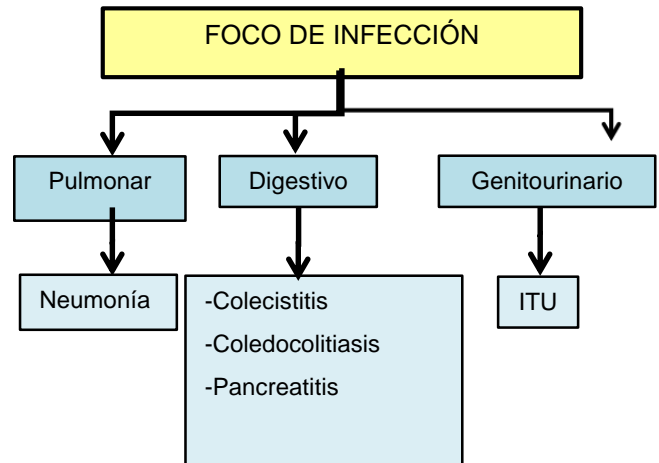 FOCO DE INFECCIÓN
Pulmonar
Digestivo
Genitourinario
Neumonía
-Colecistitis
-Coledocolitiasis
-Pancreatitis
ITU